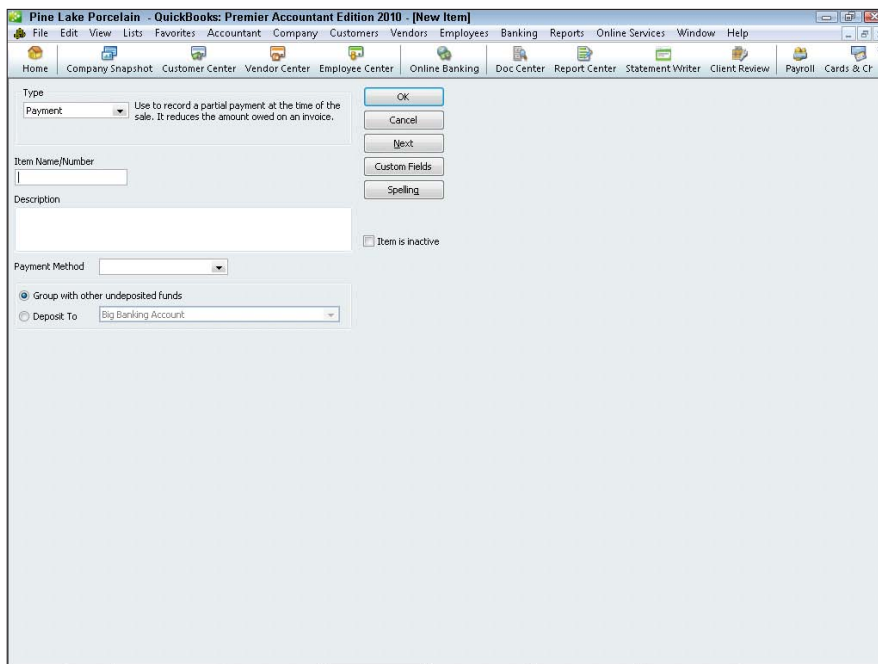 Pine Lake Porcelain - QuickBooks: Premier Accountant Edition 2010 - [New Item]
File Edit View Lists Favorites Accountant Company Customers Vendors Employees Banking Reports Online Services Window Help
Home Company Snapshot Customer Center Vendor Center Employee Center Online Banking Doc Center Report Center Statement Writer Client Review Payroll Cards & Ch
Type
Payment
Use to record a partial payment at the time of the
sale. It reduces the amount owed on an invoice.
OK
Cancel
Next
Custom Fields
Spelling
Item Name/Number
Description
Item is inactive
Payment Method
Group with other undeposited funds
Deposit To Big Banking Account